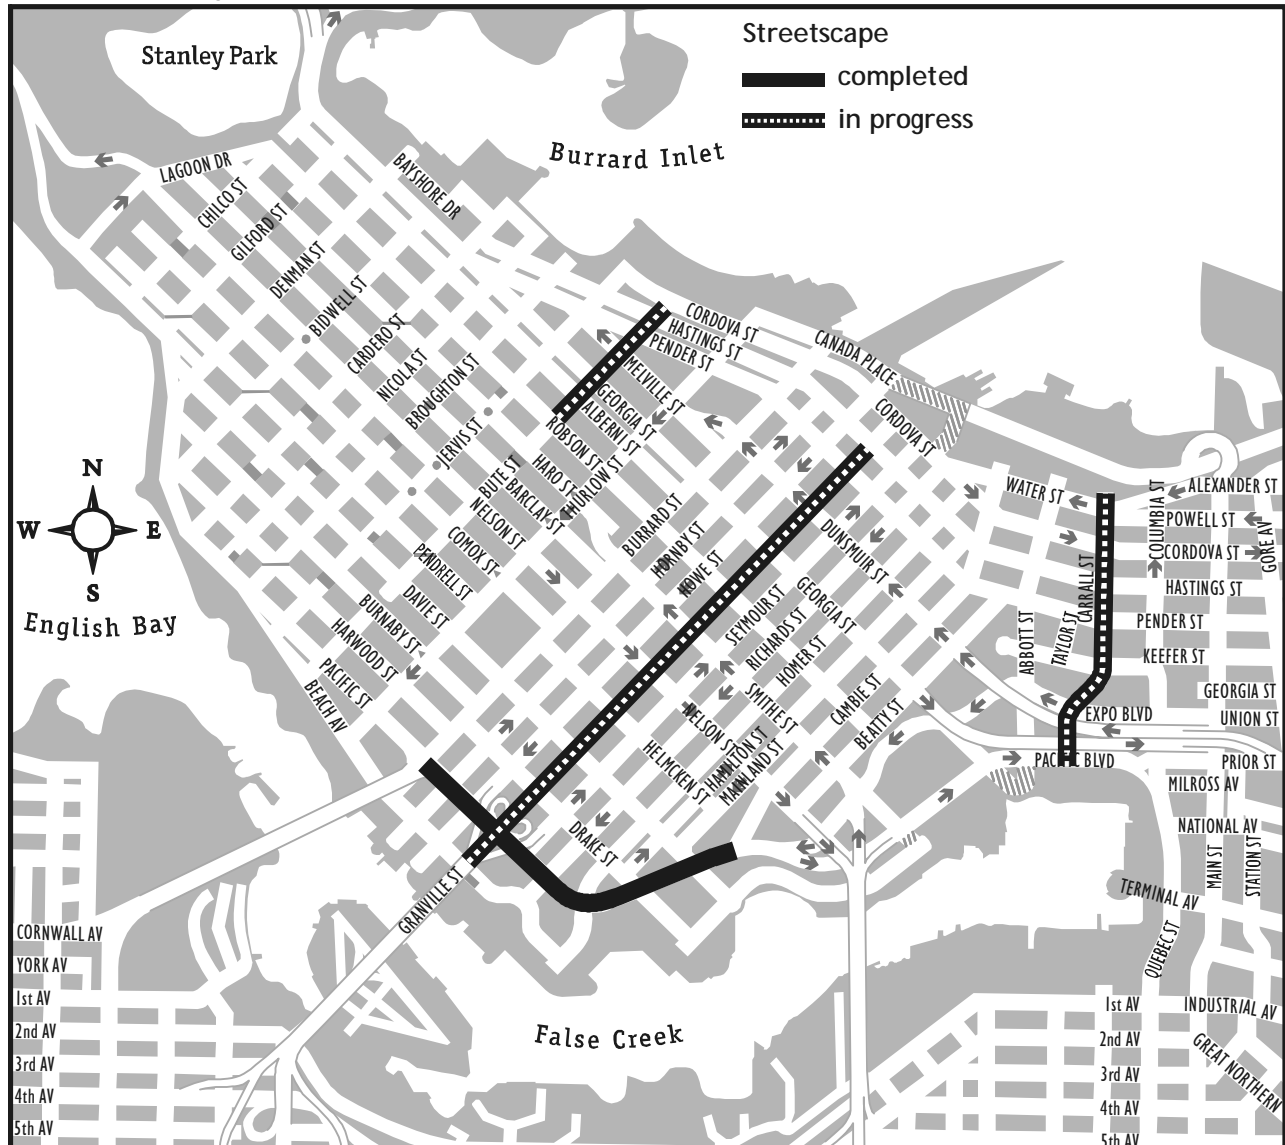 Streetscape
completed
in progress
Stanley Park
Burrard Inlet
LAGOON DR
BAYSHORE DR
CHILCO ST
GILFORD ST
DENMAN ST
BIDWELL ST
CARDERO ST
NICOLA ST
BROUGHTON ST
JERVIS ST
BUTE ST
CORDOVA ST
HASTINGS ST
PENDER ST
MELVILLE ST
GEORGIA ST
ALBERNI ST
ROBSON ST
HARO ST
BARCLAY ST
THURLOW ST
NELSON ST
COMOX ST
PENDRELL ST
DAVIE ST
BURNABY ST
HARWOOD ST
PACIFIC ST
BEACH AV
CANADA PLACE
CORDOVA ST
WATER ST
ALEXANDER ST
COLUMBIA ST
POWELL ST
GORE AV
CORDOVA ST
HASTINGS ST
CARRALL ST
PENDER ST
TAYLOR ST
ABBOTT ST
KEEFER ST
GEORGIA ST
UNION ST
EXPO BLVD
PACIFIC BLVD
PRIOR ST
MILROSS AV
NATIONAL AV
MAIN ST
STATION ST
TERMINAL AV
QUEBEC ST
BURRARD ST
HORNBY ST
HOWE ST
DUNSMUIR ST
GEORGIA ST
SEYMOUR ST
RICHARDS ST
HOMER ST
SMITHE ST
CAMBIE ST
BEATTY ST
NELSON ST
HAMILTON ST
MAINLAND ST
HELMCKEN ST
DRAKE ST
GRANVILLE ST
N
W
E
S
English Bay
False Creek
CORNWALL AV
YORK AV
1st AV
2nd AV
3rd AV
4th AV
5th AV
1st AV
INDUSTRIAL AV
2nd AV
GREAT NORTHERN
3rd AV
4th AV
5th AV